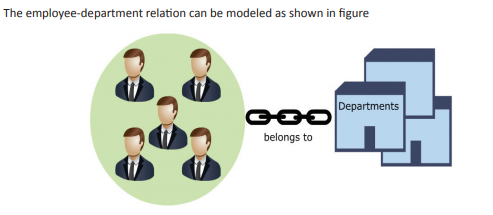 The employee-department relation can be modeled as shown in figure
Departments
belongs to